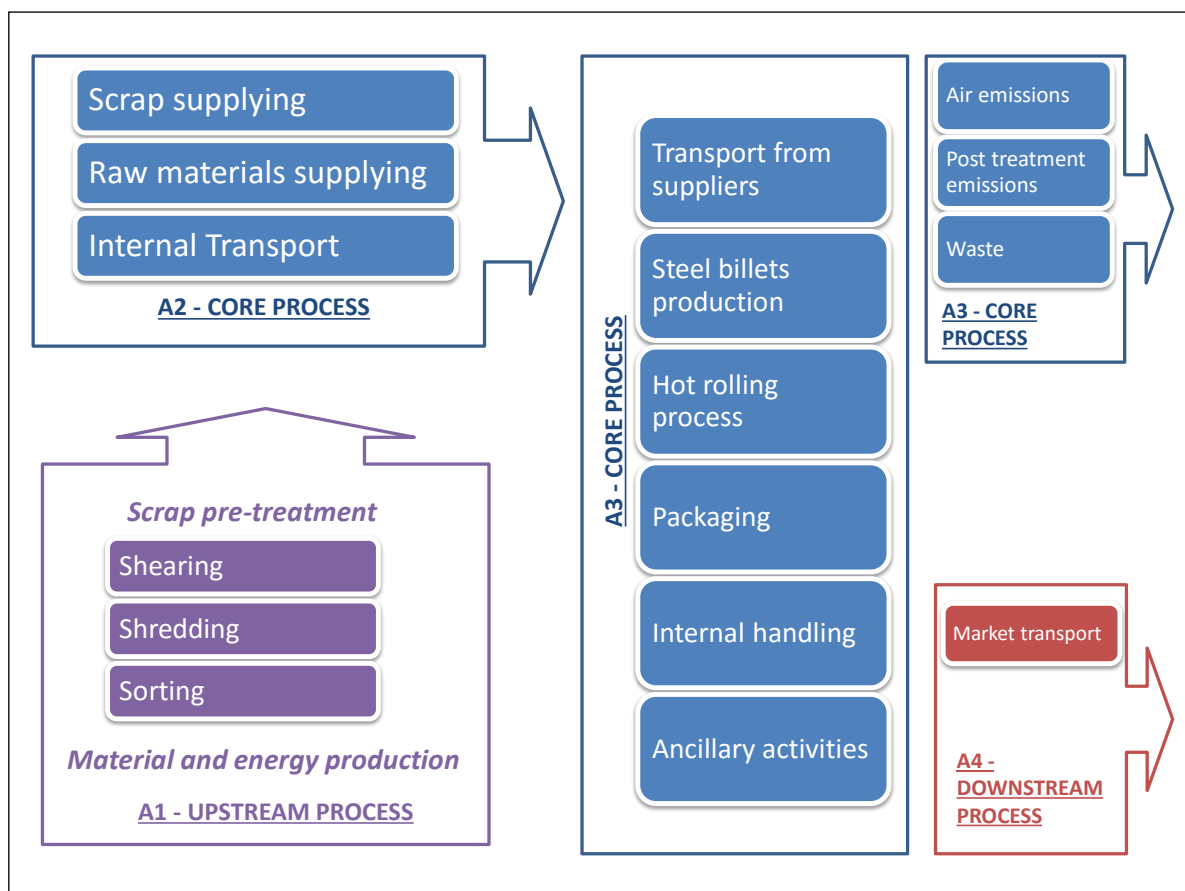 Scrap supplying
Raw materials supplying
Internal Transport
A2 - CORE PROCESS
Scrap pre-treatment
Shearing
Shredding
Sorting
Material and energy production
A1 - UPSTREAM PROCESS
A3 - CORE PROCESS
Transport from
suppliers
Steel billets
production
Hot rolling
process
Packaging
Internal handling
Ancillary activities
Air emissions
Post treatment
emissions
Waste
A3 - CORE
PROCESS
Market transport
A4 -
DOWNSTREAM
PROCESS